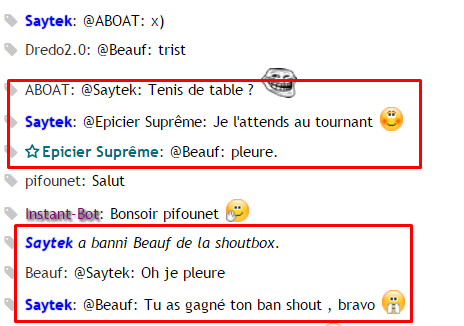 Saytek: @ABOAT: x)
Dredo2.0: @Beauf: trist
ABOAT: @Saytek: Tenis de table ?
Saytek: @Epicier Suprême: Je l'attends au tournant
Epicier Suprême: @Beauf: pleure.
pifounet: Salut
Instant-Bot: Bonsoir pifounet
Saytek a banni Beauf de la shoutbox.
Beauf: @Saytek: Oh je pleure
Saytek: @Beauf: Tu as gagné ton ban shout , bravo